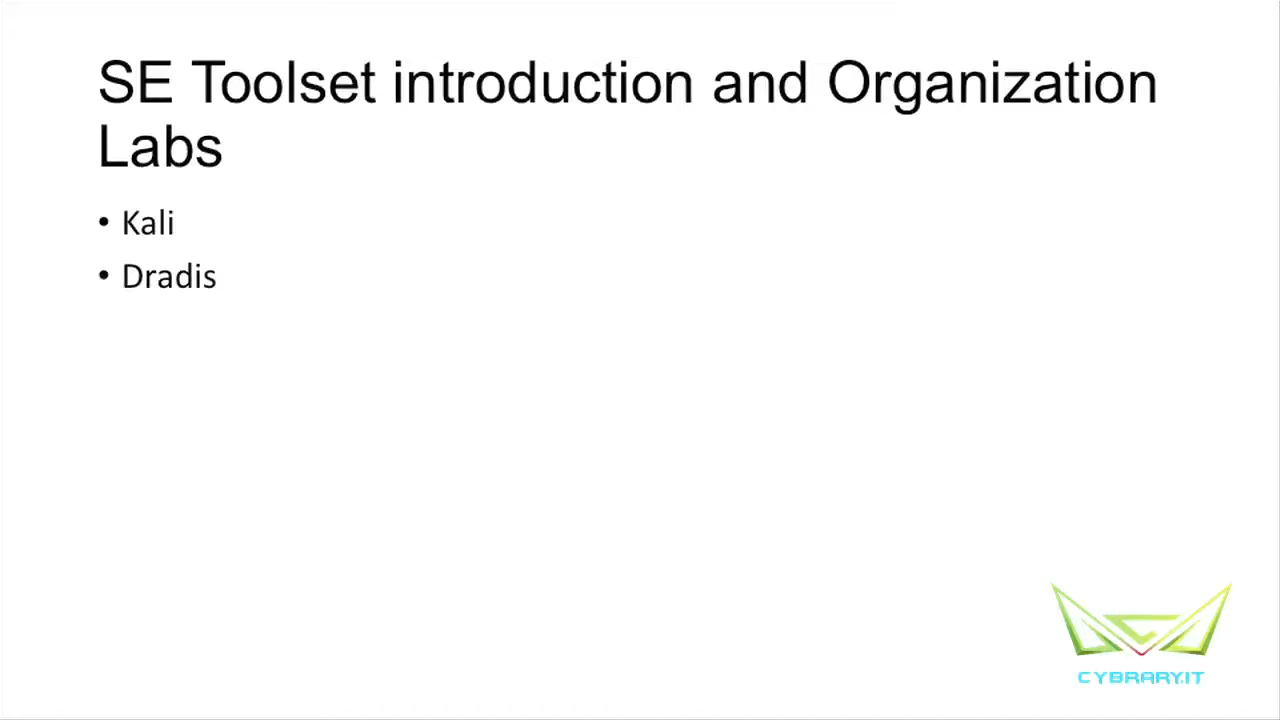 SE Toolset introduction and Organization
Labs
• Kali
• Dradis
CYBRARY.IT